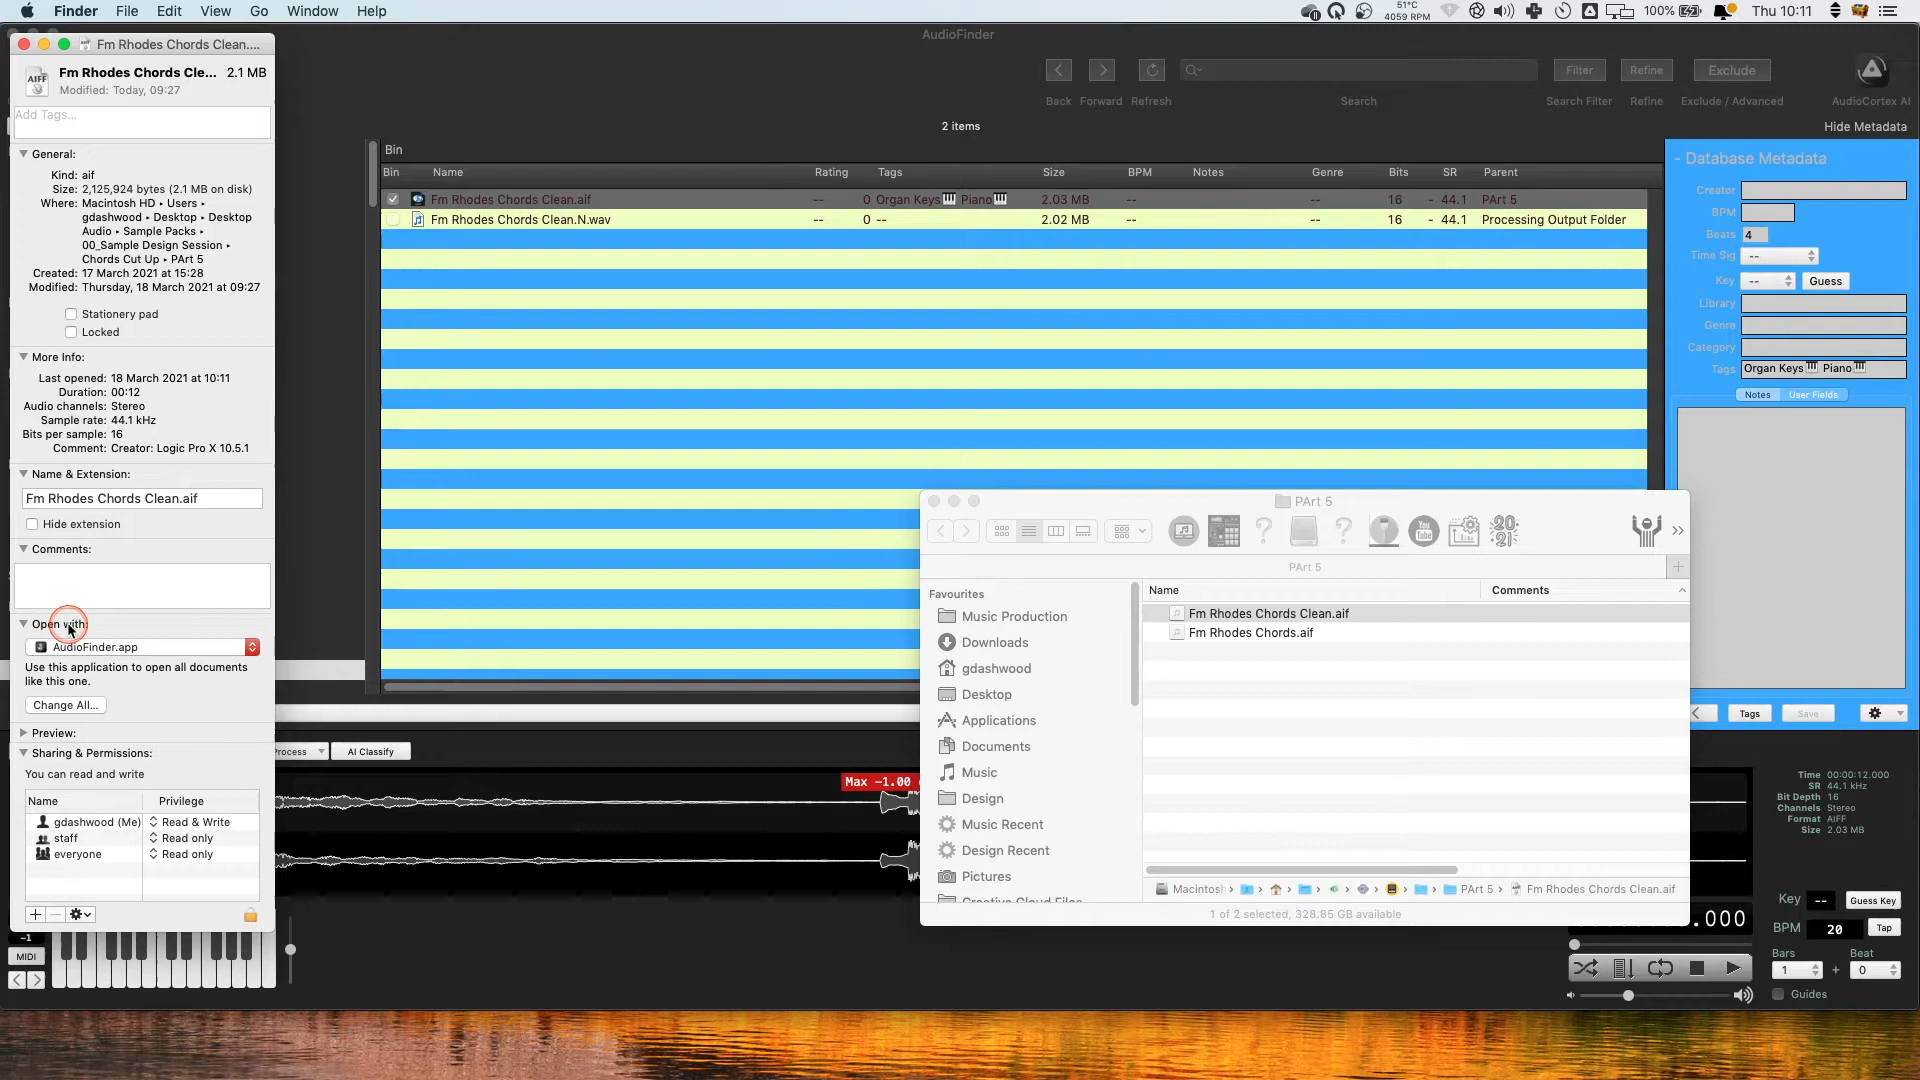 Finder File Edit View Go Window Help
51°C
4059 RPM
100%
Thu 10:11
Fm Rhodes Chords Clean....
AudioFinder
Fm Rhodes Chords Cle... 2.1 MB
Modified: Today, 09:27
Add Tags...
General:
Kind: aif
Size: 2,125,924 bytes (2.1 MB on disk)
Where: Macintosh HD ▸ Users ▸
gdashwood ▸ Desktop ▸ Desktop
Audio ▸ Sample Packs ▸
00_Sample Design Session ▸
Chords Cut Up ▸ PArt 5
Created: 17 March 2021 at 15:28
Modified: Thursday, 18 March 2021 at 09:27
Stationery pad
Locked
More Info:
Last opened: 18 March 2021 at 10:11
Duration: 00:12
Audio channels: Stereo
Sample rate: 44.1 kHz
Bits per sample: 16
Comment: Creator: Logic Pro X 10.5.1
Name & Extension:
Fm Rhodes Chords Clean.aif
Hide extension
Comments:
Open with:
AudioFinder.app
Use this application to open all documents
like this one.
Change All...
Preview:
Sharing & Permissions:
You can read and write
Name Privilege
gdashwood (Me) Read & Write
staff Read only
everyone Read only
Filter Refine Exclude
Back Forward Refresh Search Search Filter Refine Exclude / Advanced AudioCortex AI
2 items
Hide Metadata
Bin
Bin Name Rating Tags Size BPM Notes Genre Bits SR Parent
Fm Rhodes Chords Clean.aif -- 0 Organ Keys🎹 Piano🎹 2.03 MB -- -- 16 - 44.1 PArt 5
Fm Rhodes Chords Clean.N.wav -- 0 -- 2.02 MB -- -- 16 - 44.1 Processing Output Folder
- Database Metadata
Creator
BPM
Beats 4
Time Sig --
Key -- Guess
Library
Genre
Category
Tags Organ Keys🎹 Piano🎹
Notes User Fields
Tags Save
PArt 5
You
Tube
20
21
PArt 5
Favourites
Music Production
Downloads
gdashwood
Desktop
Applications
Documents
Music
Design
Music Recent
Design Recent
Pictures
Creative Cloud Files
Name Comments
Fm Rhodes Chords Clean.aif
Fm Rhodes Chords.aif
Macintosh PArt 5 Fm Rhodes Chords Clean.aif
1 of 2 selected, 328.85 GB available
Process AI Classify
Max -1.00
Time 00:00:12.000
SR 44.1 kHz
Bit Depth 16
Channels Stereo
Format AIFF
Size 2.03 MB
-1
MIDI
.000
Key -- Guess Key
BPM 20 Tap
Bars Beat
1 + 0
Guides